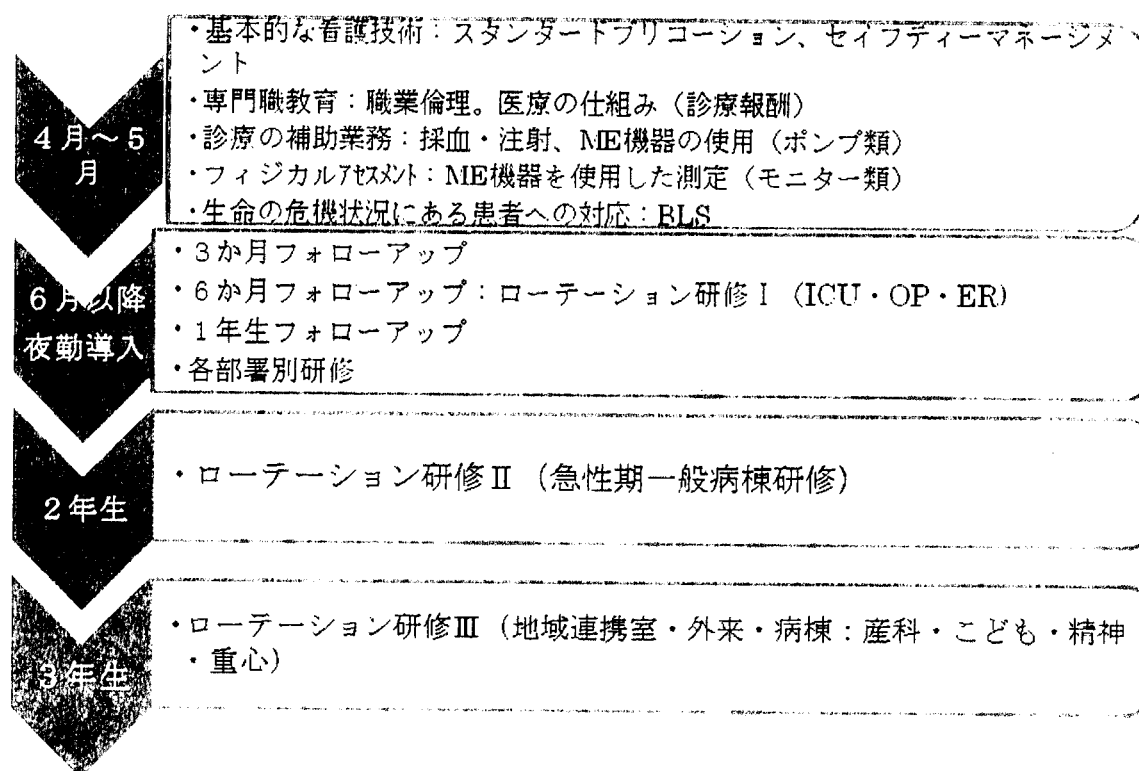 ・基本的な看護技術：スタンダードプリコーション、セイフティーマネージメ
ント
・専門職教育：職業倫理。医療の仕組み（診療報酬）
・診療の補助業務：採血・注射、ME機器の使用（ポンプ類）
・フィジカルアセスメント：ME機器を使用した測定（モニター類）
・生命の危機状況にある患者への対応：BLS
4月～5
月
・3か月フォローアップ
・6か月フォローアップ：ローテーション研修Ⅰ（ICU・OP・ER）
・1年生フォローアップ
・各部署別研修
6月以降
夜勤導入
・ローテーション研修Ⅱ（急性期一般病棟研修）
2年生
・ローテーション研修Ⅲ（地域連携室・外来・病棟：産科・こども・精神
・重心）
3年生